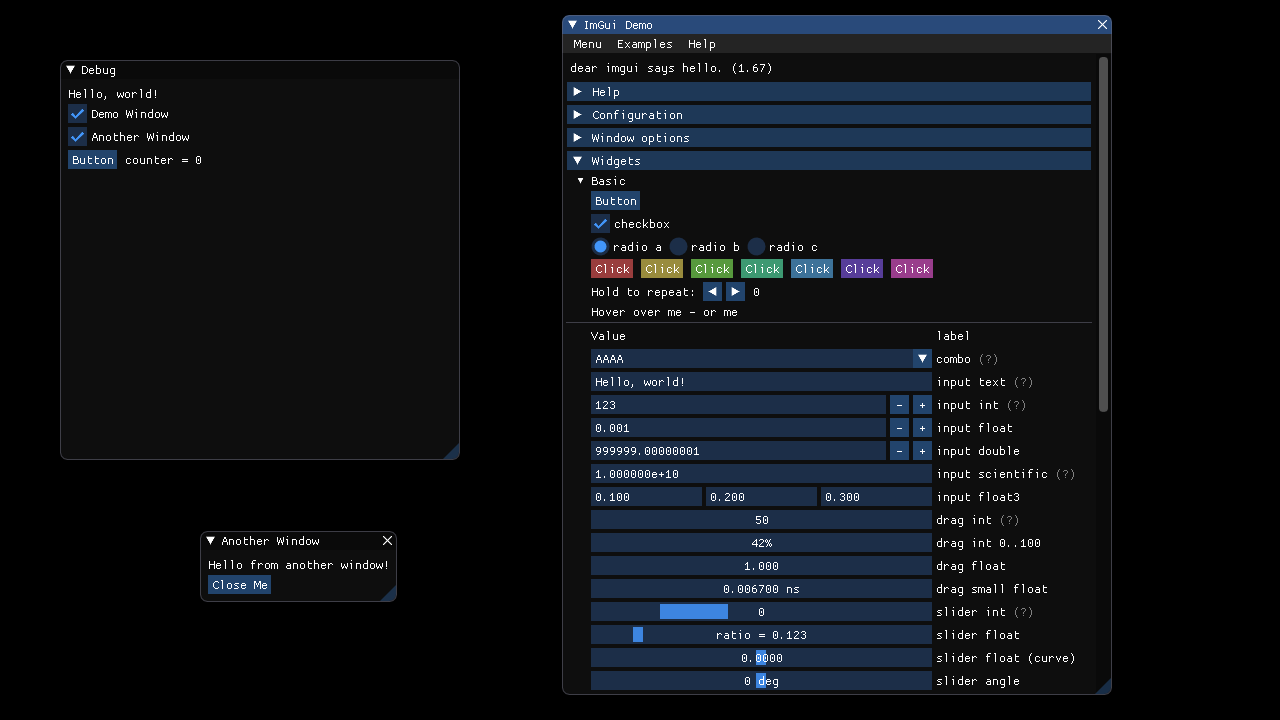 Debug
Hello, world!
Demo Window
Another Window
Button counter = 0
Another Window
Hello from another window!
Close Me
ImGui Demo
Menu Examples Help
dear imgui says hello. (1.67)
Help
Configuration
Window options
Widgets
Basic
Button
checkbox
radio a radio b radio c
Click Click Click Click Click Click Click
Hold to repeat: 0
Hover over me - or me
Value label
AAAA combo (?)
Hello, world! input text (?)
123 - + input int (?)
0.001 - + input float
999999.00000001 - + input double
1.000000e+10 input scientific (?)
0.100 0.200 0.300 input float3
50 drag int (?)
42% drag int 0..100
1.000 drag float
0.006700 ns drag small float
0 slider int (?)
ratio = 0.123 slider float
0.0000 slider float (curve)
0 deg slider angle